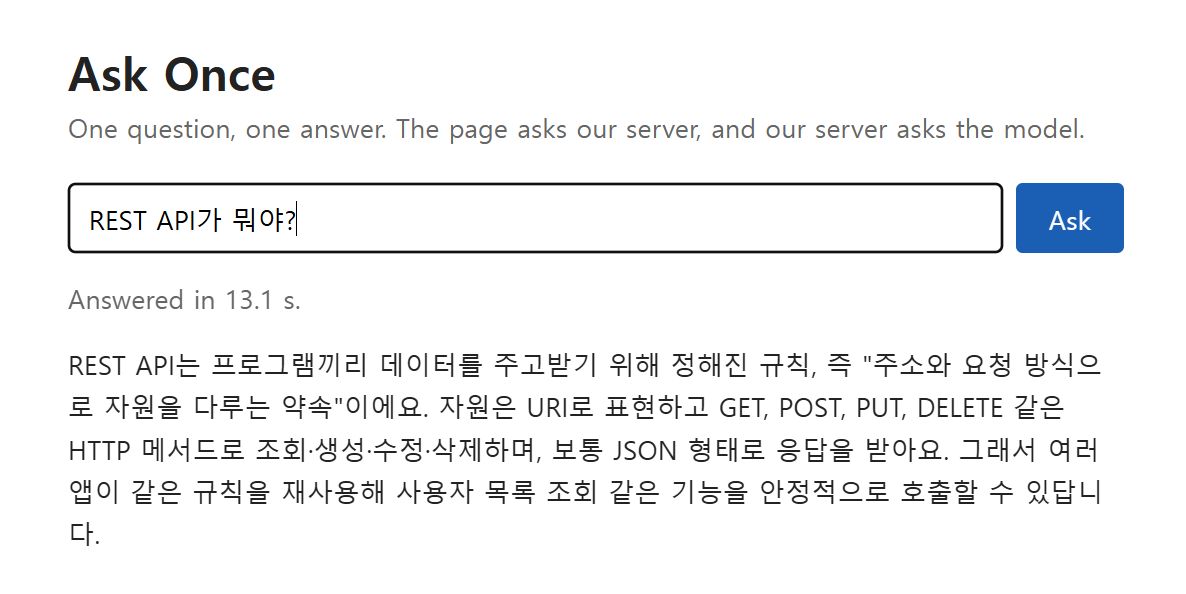 Ask Once
One question, one answer. The page asks our server, and our server asks the model.
REST API가 뭐야?
Ask
Answered in 13.1 s.
REST API는 프로그램끼리 데이터를 주고받기 위해 정해진 규칙, 즉 "주소와 요청 방식으
로 자원을 다루는 약속"이에요. 자원은 URI로 표현하고 GET, POST, PUT, DELETE 같은
HTTP 메서드로 조회·생성·수정·삭제하며, 보통 JSON 형태로 응답을 받아요. 그래서 여러
앱이 같은 규칙을 재사용해 사용자 목록 조회 같은 기능을 안정적으로 호출할 수 있답니
다.